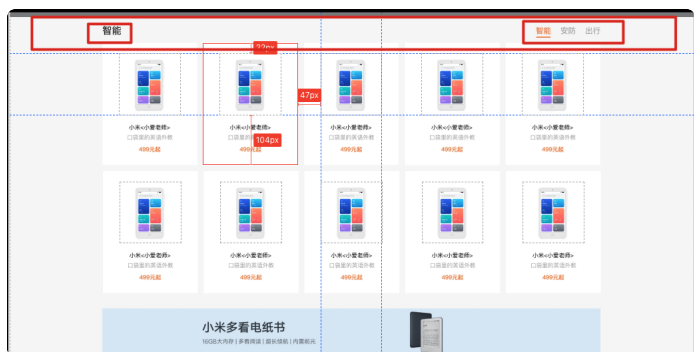 智能
智能 安防 出行
22px
47px
104px
小米<小爱老师> 小米<小爱老师> 小米<小爱老师> 小米<小爱老师> 小米<小爱老师>
口袋里的英语外教 口袋里的 口袋里的英语外教 口袋里的英语外教 口袋里的英语外教
499元起 499元起 499元起 499元起 499元起
小米<小爱老师> 小米<小爱老师> 小米<小爱老师> 小米<小爱老师> 小米<小爱老师>
口袋里的英语外教 口袋里的英语外教 口袋里的英语外教 口袋里的英语外教 口袋里的英语外教
499元起 499元起 499元起 499元起 499元起
小米多看电纸书
16GB大内存 | 多看阅读 | 超长续航 | 内置前光